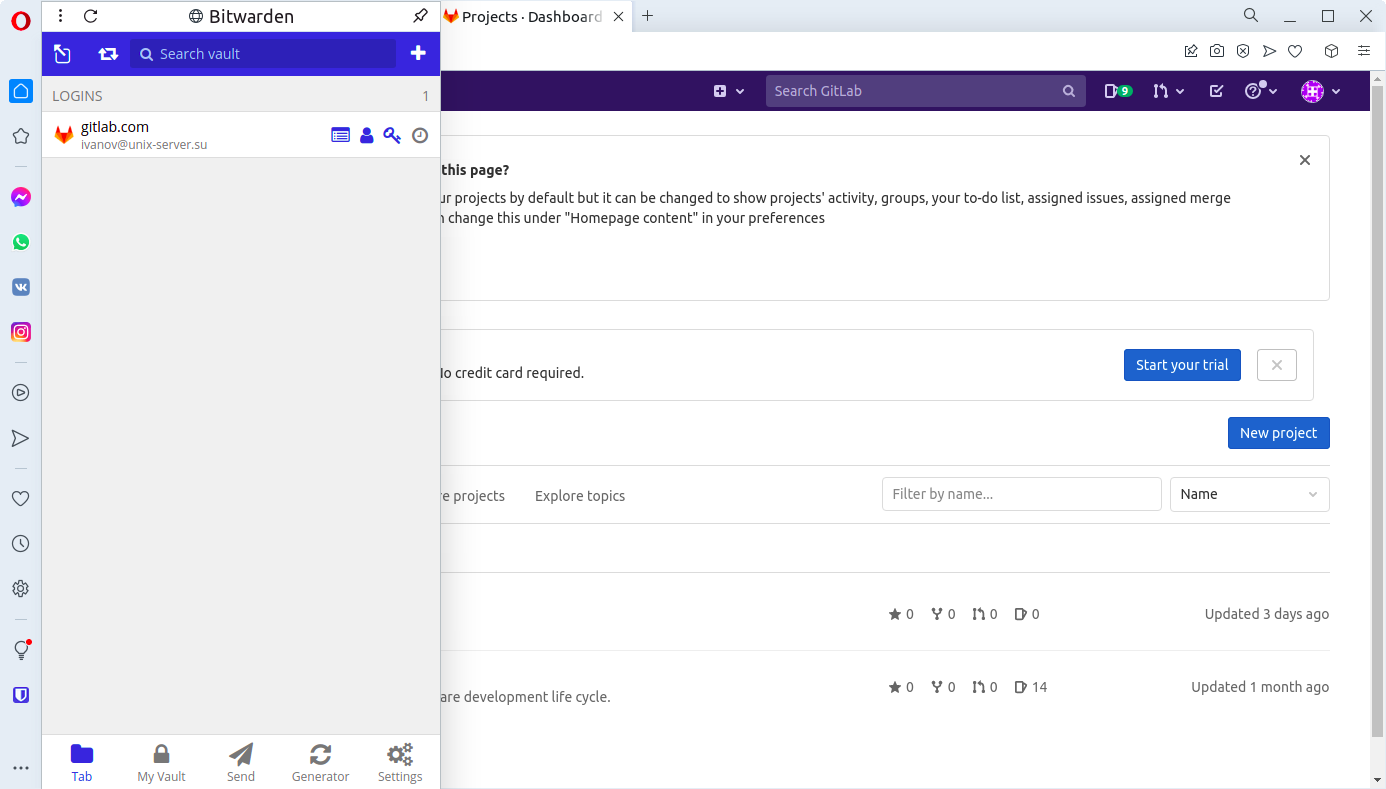 Bitwarden
Projects · Dashboard
Search vault
LOGINS 1
gitlab.com
ivanov@unix-server.su
Tab
My Vault
Send
Generator
Settings
Search GitLab
9
this page?
ur projects by default but it can be changed to show projects' activity, groups, your to-do list, assigned issues, assigned merge
change this under "Homepage content" in your preferences
No credit card required.
Start your trial
New project
re projects
Explore topics
Filter by name...
Name
0 0 0 0
Updated 3 days ago
are development life cycle.
0 0 0 14
Updated 1 month ago